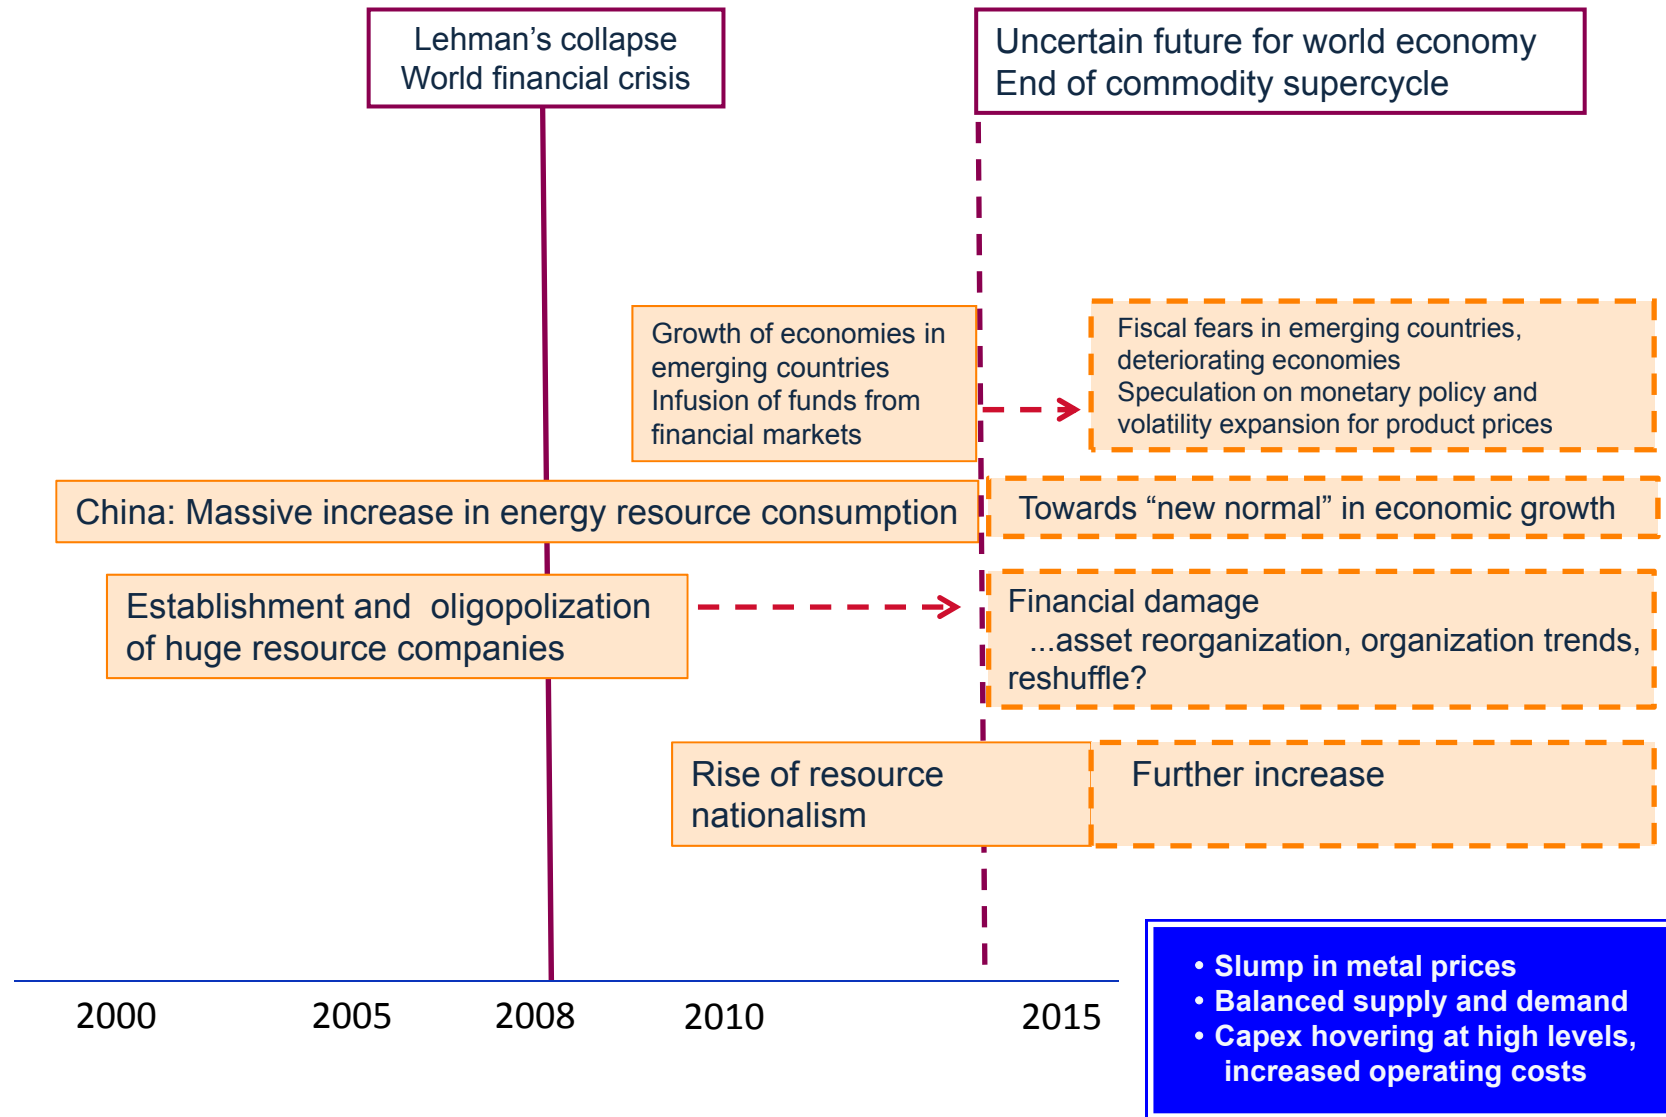 Lehman’s collapse
World financial crisis
Uncertain future for world economy
End of commodity supercycle
Growth of economies in
emerging countries
Infusion of funds from
financial markets
Fiscal fears in emerging countries,
deteriorating economies
Speculation on monetary policy and
volatility expansion for product prices
China: Massive increase in energy resource consumption
Towards “new normal” in economic growth
Establishment and oligopolization
of huge resource companies
Financial damage
...asset reorganization, organization trends,
reshuffle?
Rise of resource
nationalism
Further increase
2000 2005 2008 2010 2015
• Slump in metal prices
• Balanced supply and demand
• Capex hovering at high levels,
increased operating costs